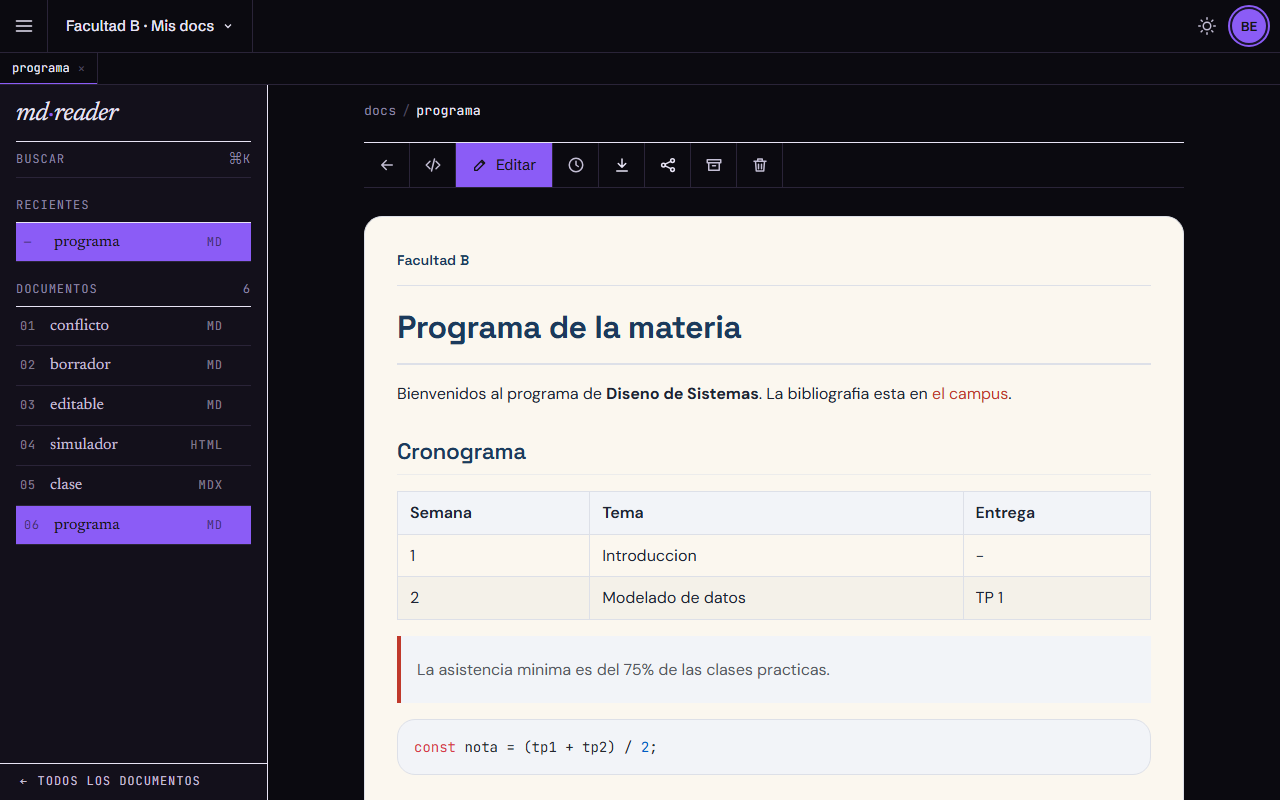 Facultad B · Mis docs
BE
programa ×
md·reader
BUSCAR ⌘K
RECIENTES
— programa MD
DOCUMENTOS 6
01 conflicto MD
02 borrador MD
03 editable MD
04 simulador HTML
05 clase MDX
06 programa MD
← TODOS LOS DOCUMENTOS
docs / programa
Editar
Facultad B
Programa de la materia
Bienvenidos al programa de Diseno de Sistemas. La bibliografia esta en el campus.
Cronograma
Semana Tema Entrega
1 Introduccion -
2 Modelado de datos TP 1
La asistencia minima es del 75% de las clases practicas.
const nota = (tp1 + tp2) / 2;